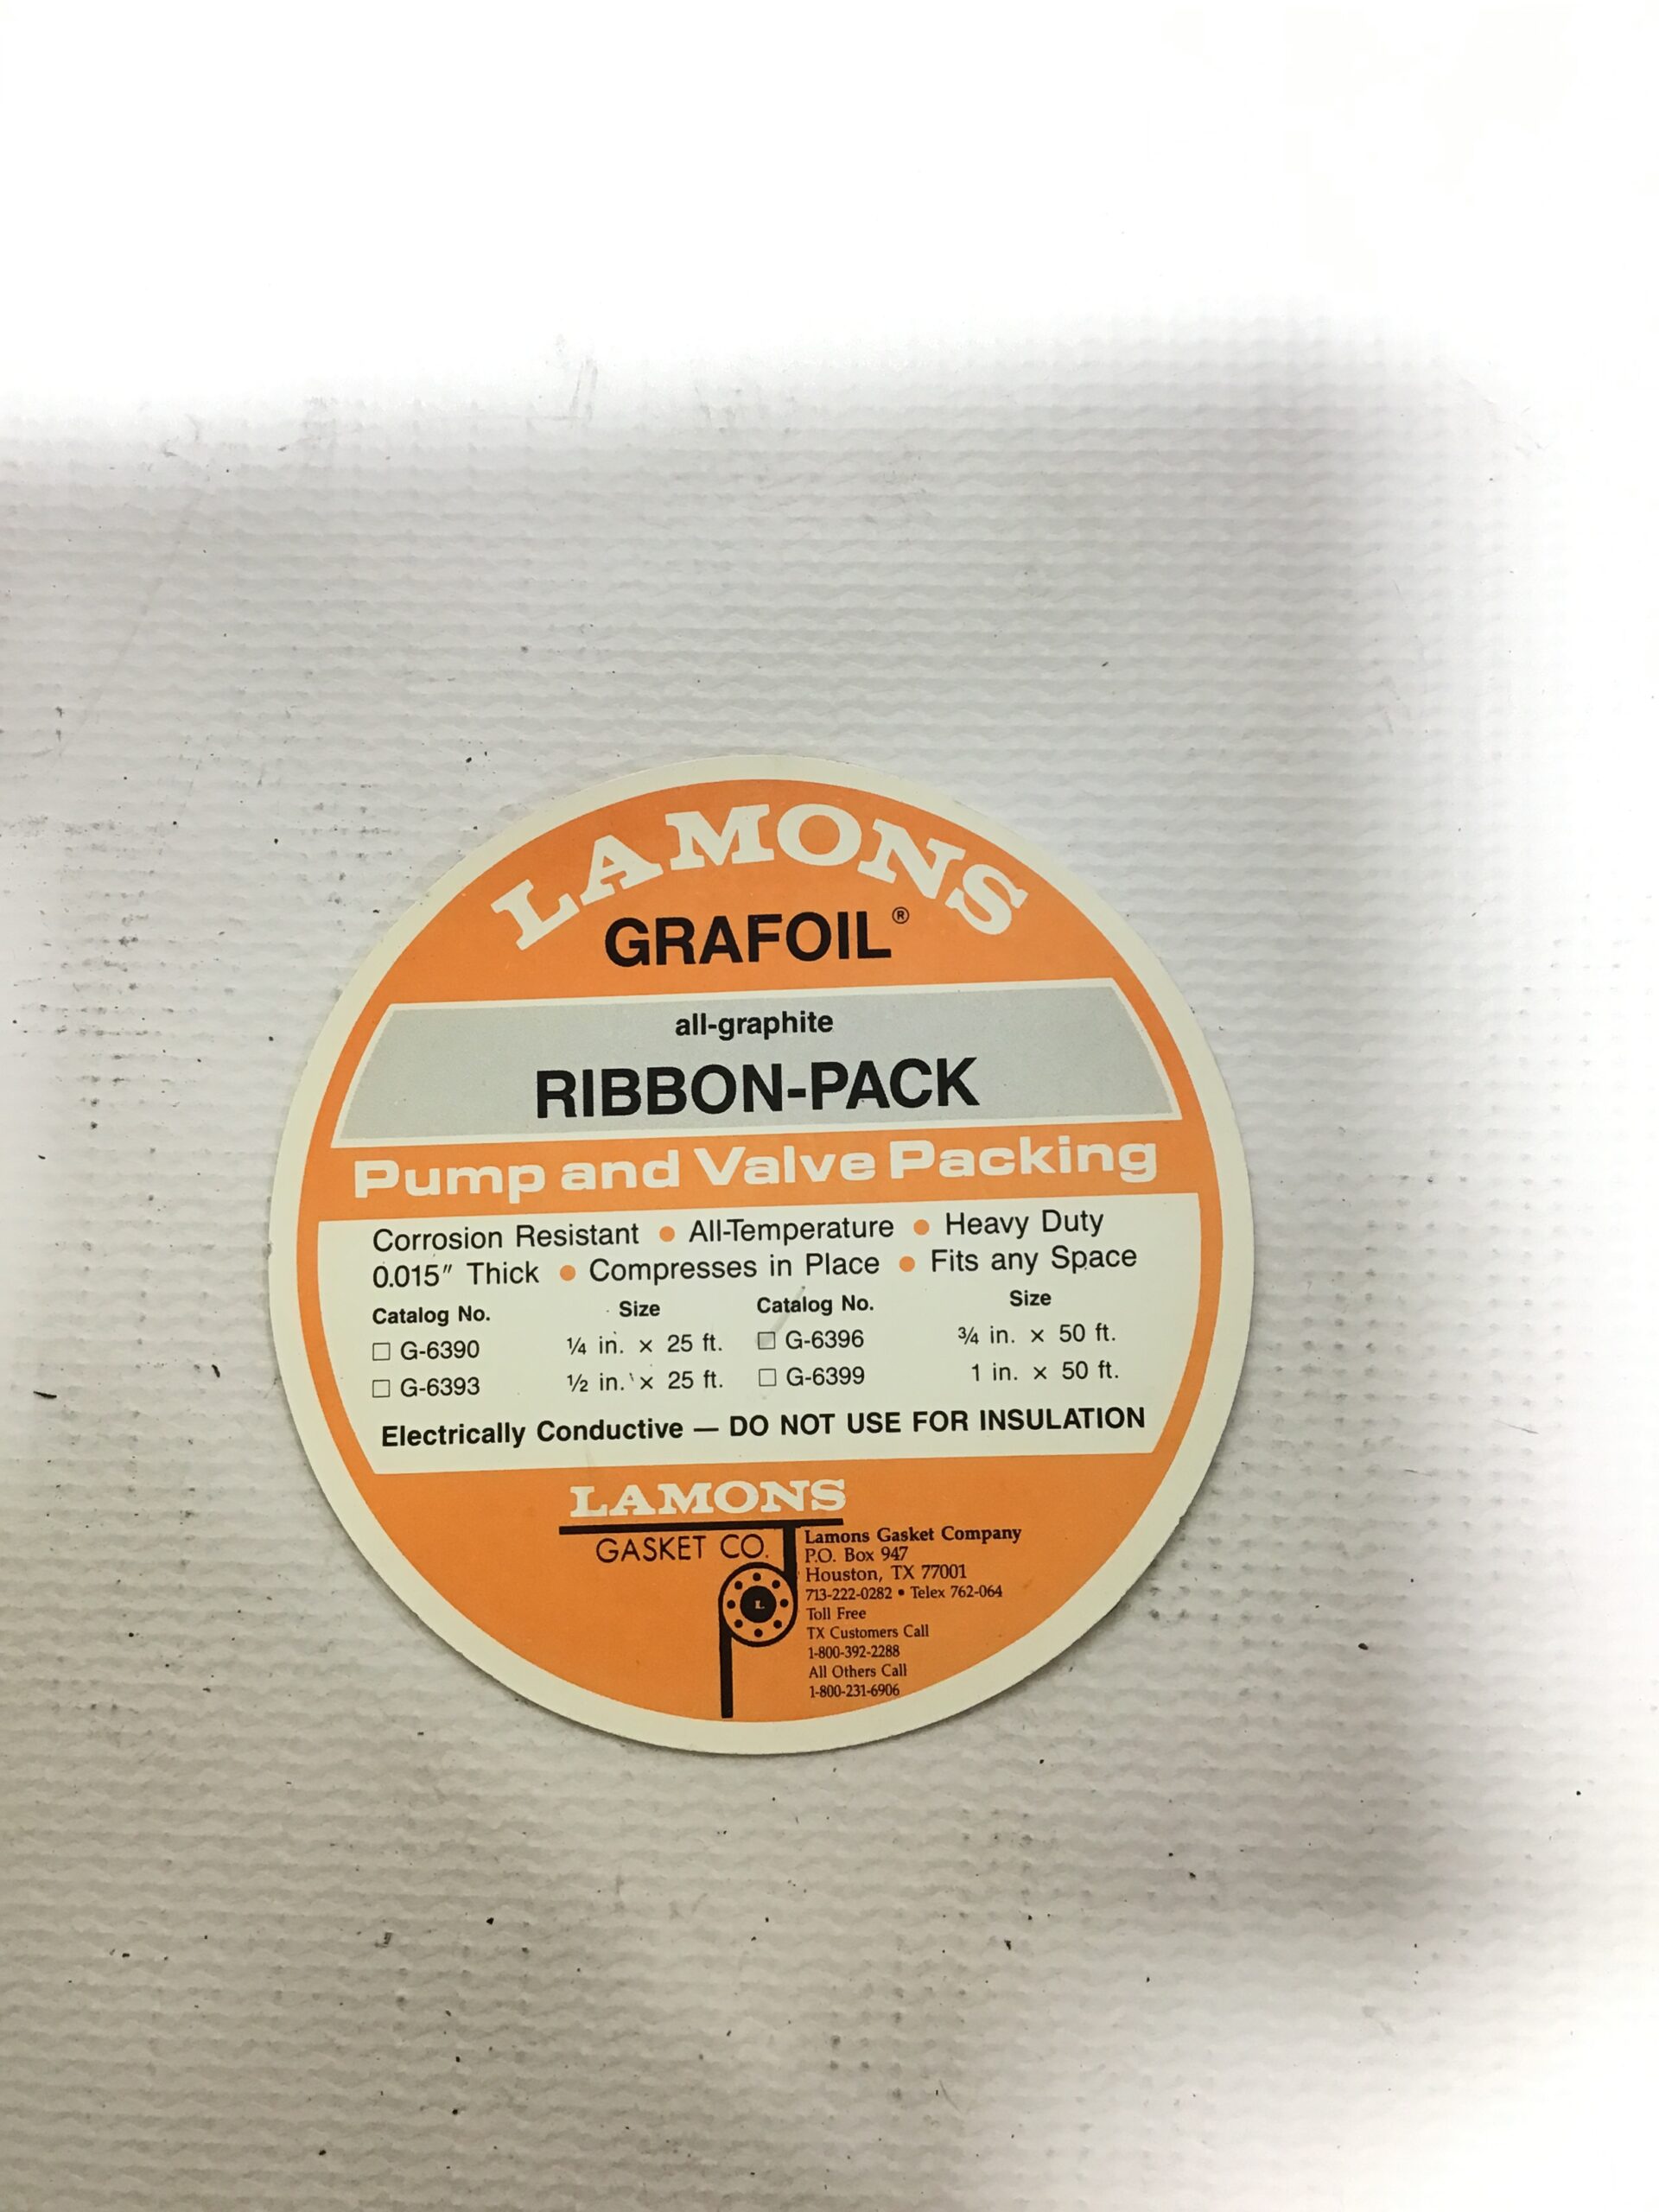 LAMONS
GRAFOIL®
all-graphite
RIBBON-PACK
Pump and Valve Packing
Corrosion Resistant • All-Temperature • Heavy Duty
0.015″ Thick • Compresses in Place • Fits any Space
Catalog No. Size Catalog No. Size
☐ G-6390 ¼ in. × 25 ft. ☐ G-6396 ¾ in. × 50 ft.
☐ G-6393 ½ in. × 25 ft. ☐ G-6399 1 in. × 50 ft.
Electrically Conductive — DO NOT USE FOR INSULATION
LAMONS
GASKET CO.
L
Lamons Gasket Company
P.O. Box 947
Houston, TX 77001
713-222-0282 • Telex 762-064
Toll Free
TX Customers Call
1-800-392-2288
All Others Call
1-800-231-6906